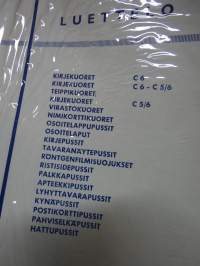 LUETTELO
KIRJEKUORET C 6
KIRJEKUORET C 6 - C 5/6
TEIPPIKUORET,
KIRJEKUORET C 5/6
VIRASTOKUORET
NIMIKORTTIKUORET
OSOITELAPPUPUSSIT
OSOITELAPUT
KIRJEPUSSIT
TAVARANÄYTEPUSSIT
RÖNTGENFILMISUOJUKSET
RISTISIDEPUSSIT
PALKKAPUSSIT
APTEEKKIPUSSIT
LYHYTTAVARAPUSSIT
KYNÄPUSSIT
POSTIKORTTIPUSSIT
PAHVISELKÄPUSSIT
HATTUPUSSIT